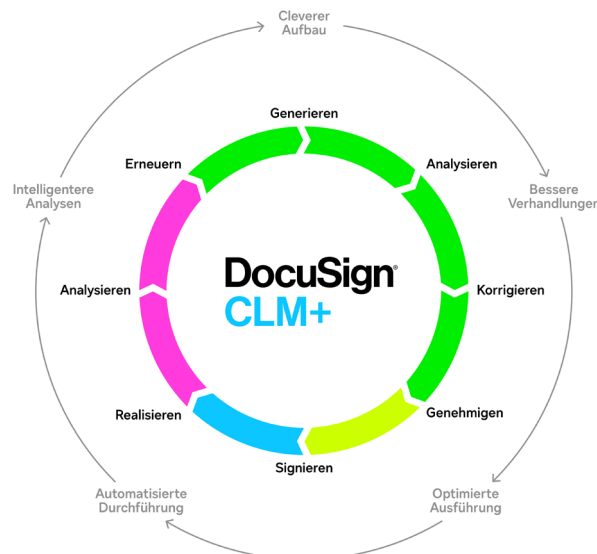 Cleverer
Aufbau
Generieren
Erneuern
Analysieren
Intelligentere
Analysen
Bessere
Verhandlungen
DocuSign®
CLM+
Analysieren
Korrigieren
Realisieren
Genehmigen
Signieren
Automatisierte
Durchführung
Optimierte
Ausführung